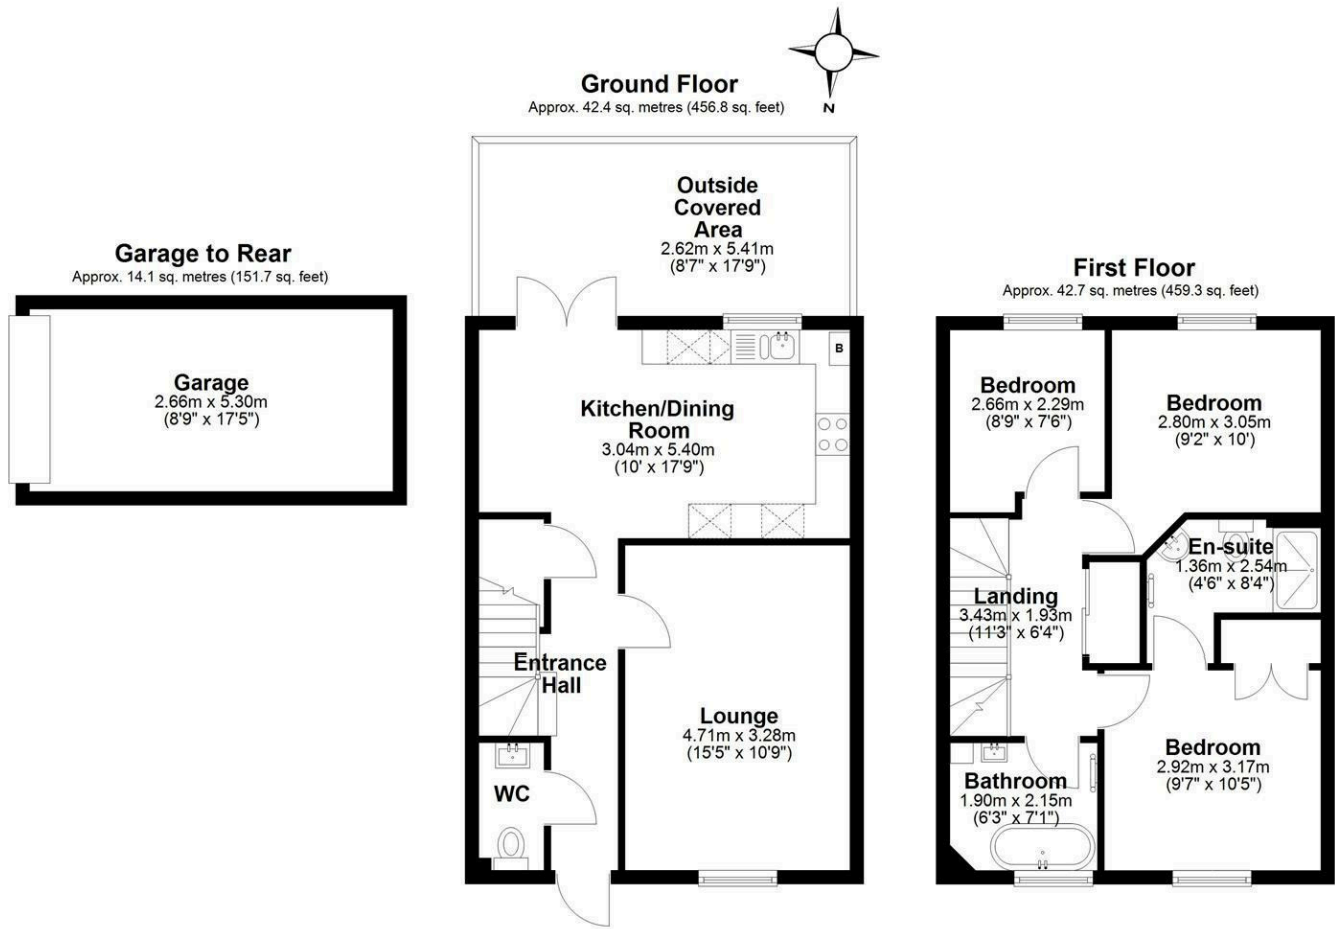 N
Ground Floor
Approx. 42.4 sq. metres (456.8 sq. feet)
Outside
Covered
Area
2.62m x 5.41m
(8'7" x 17'9")
Garage to Rear
Approx. 14.1 sq. metres (151.7 sq. feet)
Garage
2.66m x 5.30m
(8'9" x 17'5")
B
Kitchen/Dining
Room
3.04m x 5.40m
(10' x 17'9")
Entrance
Hall
Lounge
4.71m x 3.28m
(15'5" x 10'9")
WC
First Floor
Approx. 42.7 sq. metres (459.3 sq. feet)
Bedroom
2.66m x 2.29m
(8'9" x 7'6")
Bedroom
2.80m x 3.05m
(9'2" x 10')
En-suite
1.36m x 2.54m
(4'6" x 8'4")
Landing
3.43m x 1.93m
(11'3" x 6'4")
Bedroom
2.92m x 3.17m
(9'7" x 10'5")
Bathroom
1.90m x 2.15m
(6'3" x 7'1")